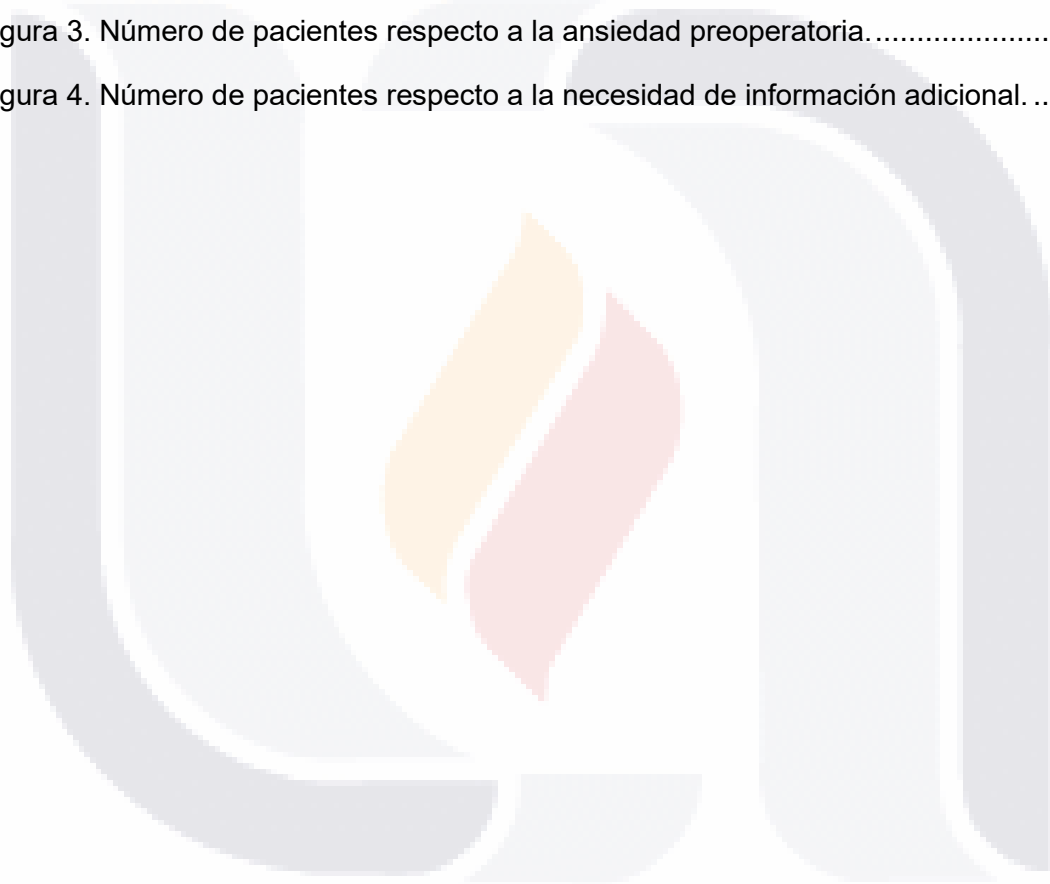 gura 3. Número de pacientes respecto a la ansiedad preoperatoria. .....................
gura 4. Número de pacientes respecto a la necesidad de información adicional. ..